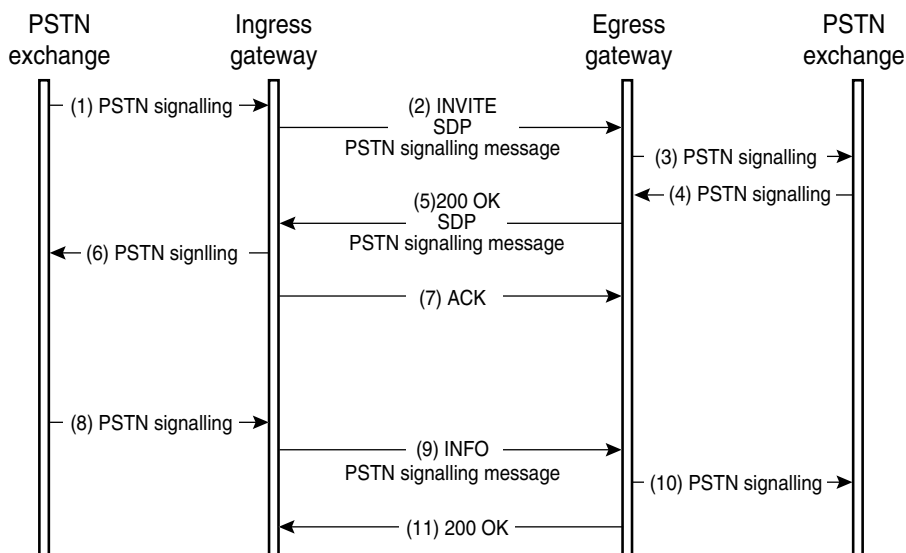 PSTN
exchange
Ingress
gateway
Egress
gateway
PSTN
exchange
(1) PSTN signalling
(2) INVITE
SDP
PSTN signalling message
(3) PSTN signalling
(4) PSTN signalling
(5)200 OK
SDP
PSTN signalling message
(6) PSTN signlling
(7) ACK
(8) PSTN signalling
(9) INFO
PSTN signalling message
(10) PSTN signalling
(11) 200 OK